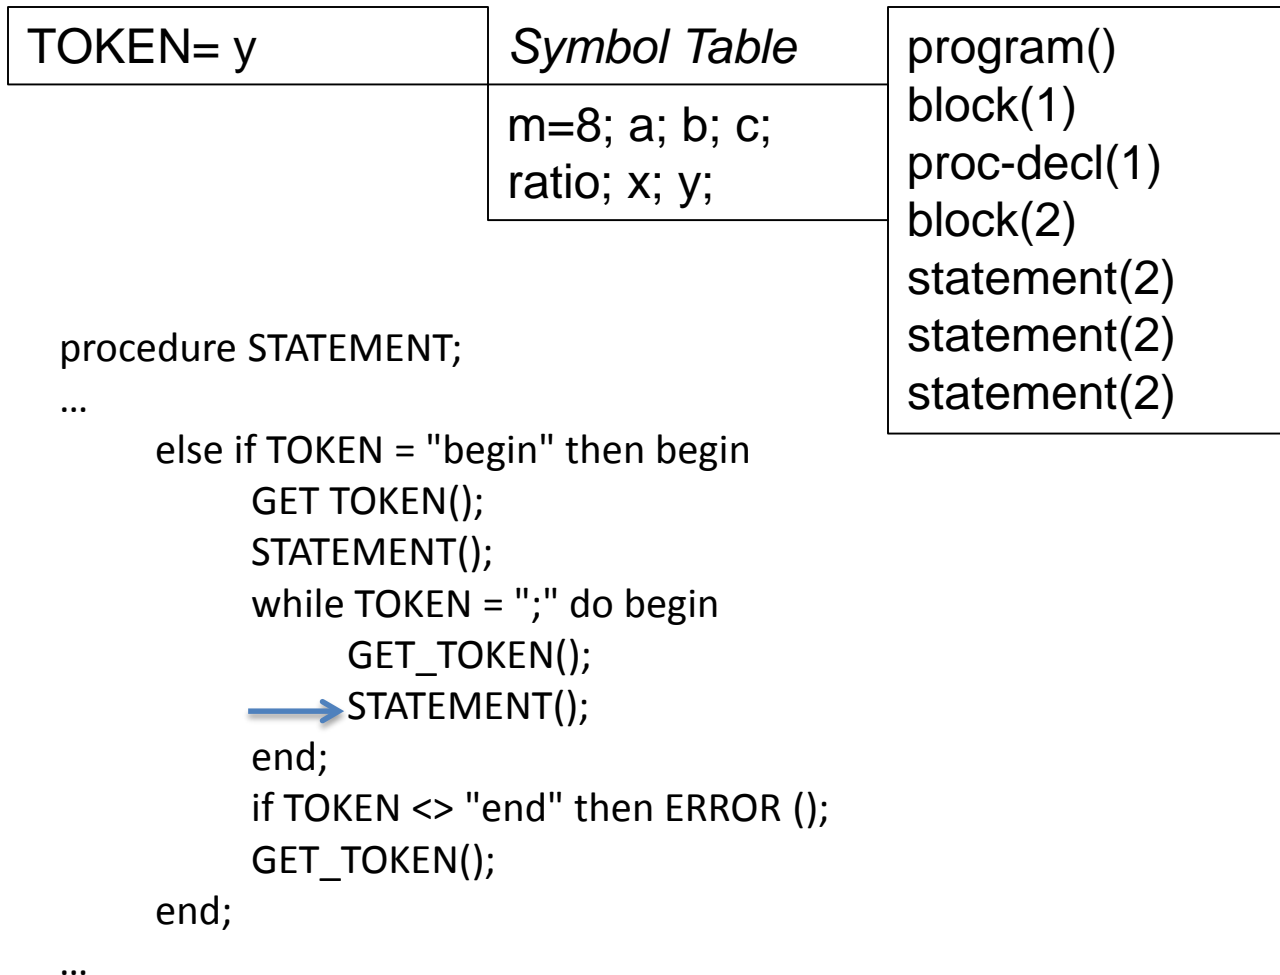 TOKEN= y
Symbol Table
m=8; a; b; c;
ratio; x; y;
program()
block(1)
proc-decl(1)
block(2)
statement(2)
statement(2)
statement(2)
procedure STATEMENT;
…
else if TOKEN = "begin" then begin
GET TOKEN();
STATEMENT();
while TOKEN = ";" do begin
GET_TOKEN();
STATEMENT();
end;
if TOKEN <> "end" then ERROR ();
GET_TOKEN();
end;
…